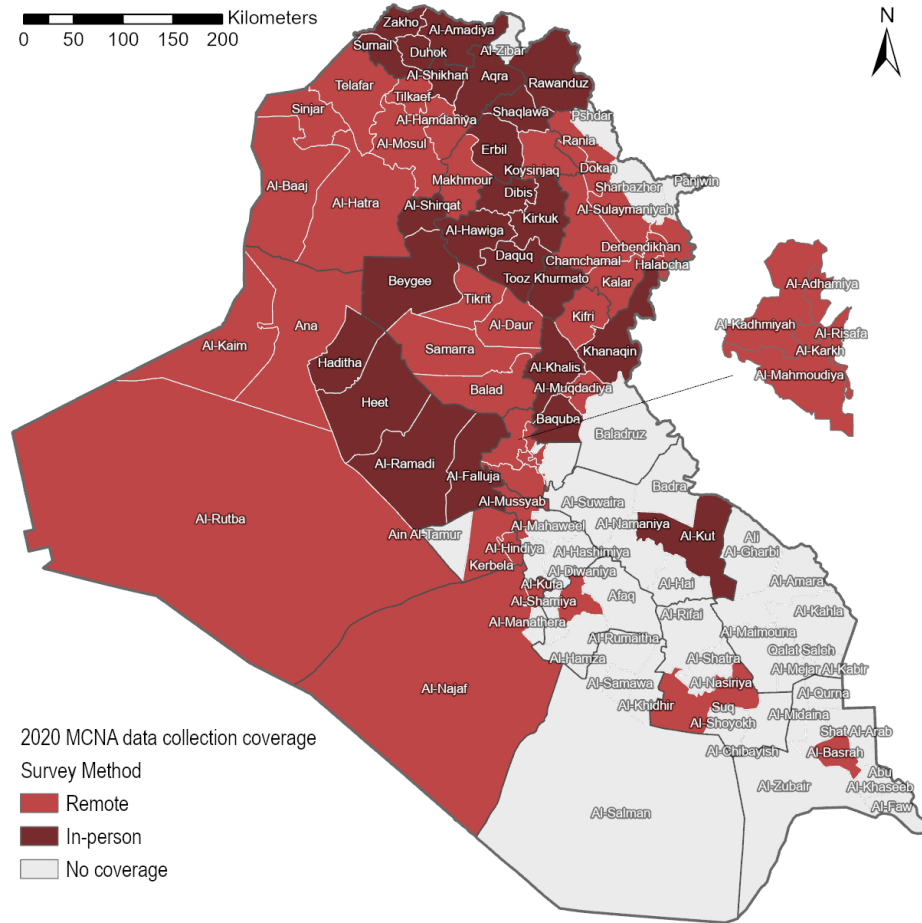 Kilometers
0 50 100 150 200
N
Zakho
Al-Amadiya
Sumail
Duhok
Al-Zibar
Al-Shikhan
Aqra
Rawanduz
Telafar
Tilkaef
Sinjar
Al-Hamdaniya
Shaqlawa
Pshdar
Rania
Al-Mosul
Erbil
Koysinjaq
Dokan
Al-Baaj
Makhmour
Dibis
Sharbazher
Panjwin
Al-Hatra
Al-Shirqat
Kirkuk
Al-Sulaymaniyah
Al-Hawiga
Daquq
Chamchamal
Derbendikhan
Halabcha
Beygee
Tooz Khurmato
Kalar
Al-Adhamiya
Tikrit
Kifri
Ana
Al-Daur
Al-Kadhmiyah
Al-Risafa
Al-Kaim
Samarra
Khanaqin
Al-Karkh
Haditha
Al-Khalis
Al-Mahmoudiya
Heet
Balad
Al-Muqdadiya
Baquba
Baladruz
Al-Ramadi
Al-Falluja
Badra
Al-Mussyab
Al-Suwaira
Al-Rutba
Ain Al-Tamur
Al-Mahaweel
Al-Namaniya
Al-Kut
Ali
Al-Gharbi
Al-Hindiya
Al-Hashimiya
Kerbela
Al-Diwaniya
Al-Hai
Al-Amara
Al-Kufa
Afaq
Al-Shamiya
Al-Rifai
Al-Kahla
Al-Manathera
Al-Rumaitha
Al-Maimouna
Qalat Saleh
Al-Hamza
Al-Shatra
Al-Mejar Al-Kabir
Al-Najaf
Al-Samawa
Al-Nasiriya
Al-Qurna
Al-Khidhir
Suq
Al-Shoyokh
Al-Midaina
Shat Al-Arab
Al-Chibayish
Al-Basrah
Abu
Al-Khaseeb
Al-Zubair
Al-Faw
Al-Salman
2020 MCNA data collection coverage
Survey Method
Remote
In-person
No coverage